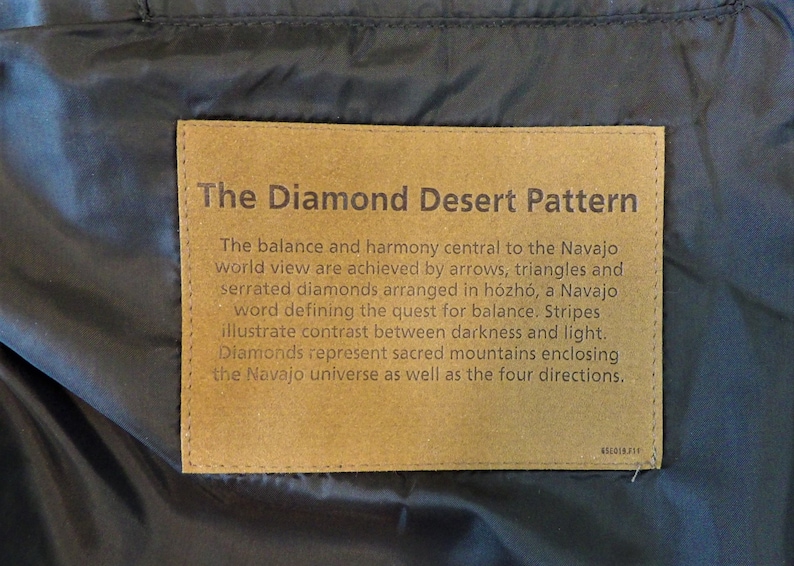 The Diamond Desert Pattern
The balance and harmony central to the Navajo
world view are achieved by arrows, triangles and
serrated diamonds arranged in hózhó, a Navajo
word defining the quest for balance. Stripes
illustrate contrast between darkness and light.
Diamonds represent sacred mountains enclosing
the Navajo universe as well as the four directions.
65E019.F11